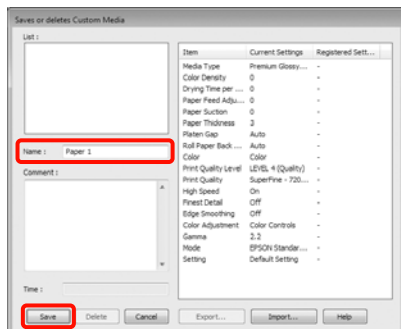 Saves or deletes Custom Media
List :
Name : Paper 1
Comment :
Time :
Item Current Settings Registered Sett...
Media Type Premium Glossy... -
Color Density 0 -
Drying Time per ... 0 -
Paper Feed Adju... 0 -
Paper Suction 0 -
Paper Thickness 3 -
Platen Gap Auto -
Roll Paper Back ... Auto -
Color Color -
Print Quality Level LEVEL 4 (Quality) -
Print Quality SuperFine - 720... -
High Speed On -
Finest Detail Off -
Edge Smoothing Off -
Color Adjustment Color Controls -
Gamma 2.2 -
Mode EPSON Standar... -
Setting Default Setting -
Save Delete Cancel Export... Import... Help